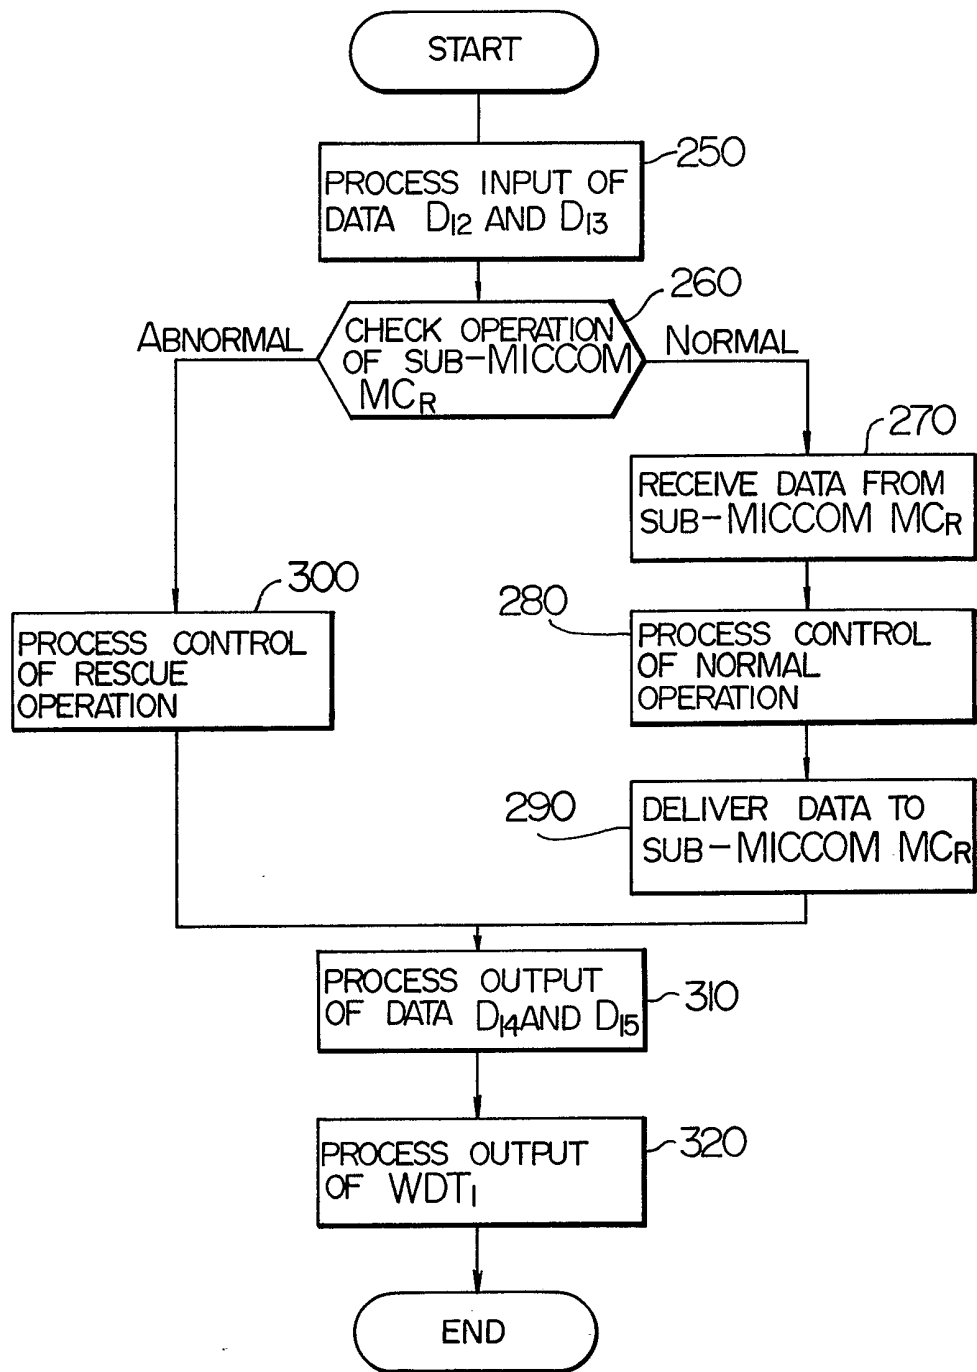 START
250
PROCESS INPUT OF
DATA D12 AND D13
260
ABNORMAL
CHECK OPERATION
OF SUB-MICCOM
MCR
NORMAL
270
RECEIVE DATA FROM
SUB-MICCOM MCR
300
PROCESS CONTROL
OF RESCUE
OPERATION
280
PROCESS CONTROL
OF NORMAL
OPERATION
290
DELIVER DATA TO
SUB-MICCOM MCR
PROCESS OUTPUT
OF DATA D14 AND D15
310
PROCESS OUTPUT
OF WDT1
320
END